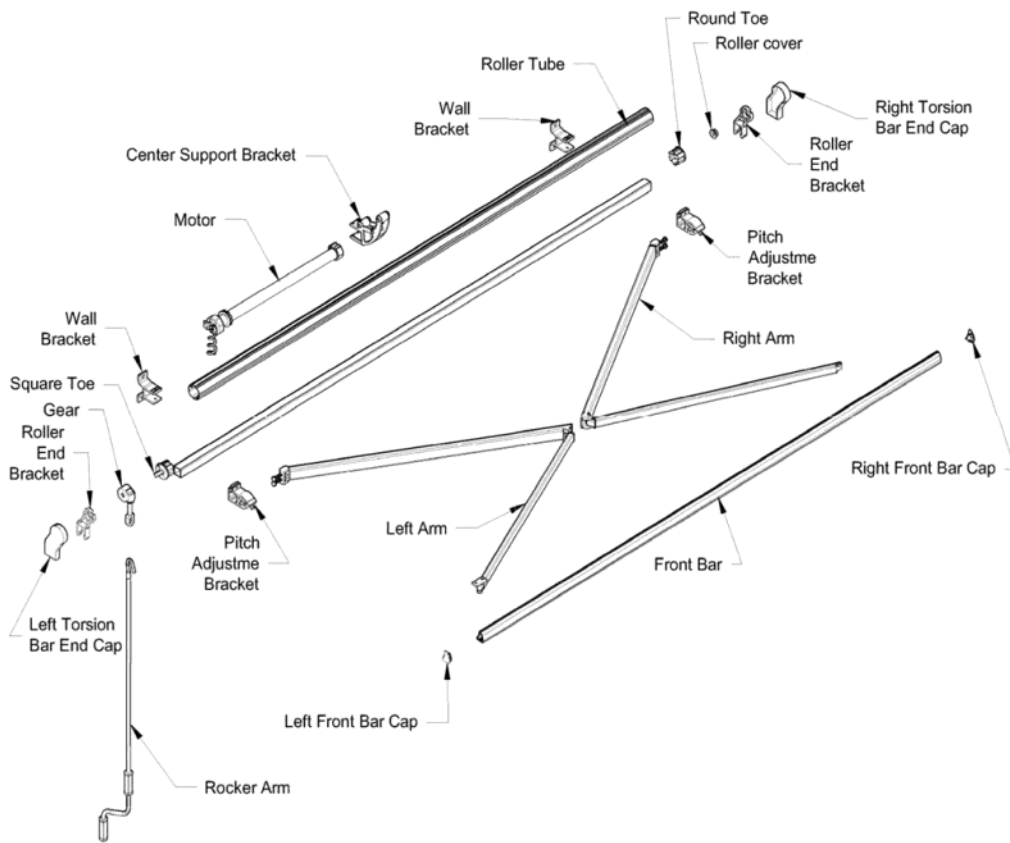 Round Toe
Roller cover
Roller Tube
Right Torsion
Bar End Cap
Wall
Bracket
Roller
End
Bracket
Center Support Bracket
Motor
Pitch
Adjustme
Bracket
Wall
Bracket
Right Arm
Square Toe
Gear
Roller
End
Bracket
Right Front Bar Cap
Left Arm
Pitch
Adjustme
Bracket
Front Bar
Left Torsion
Bar End Cap
Left Front Bar Cap
Rocker Arm